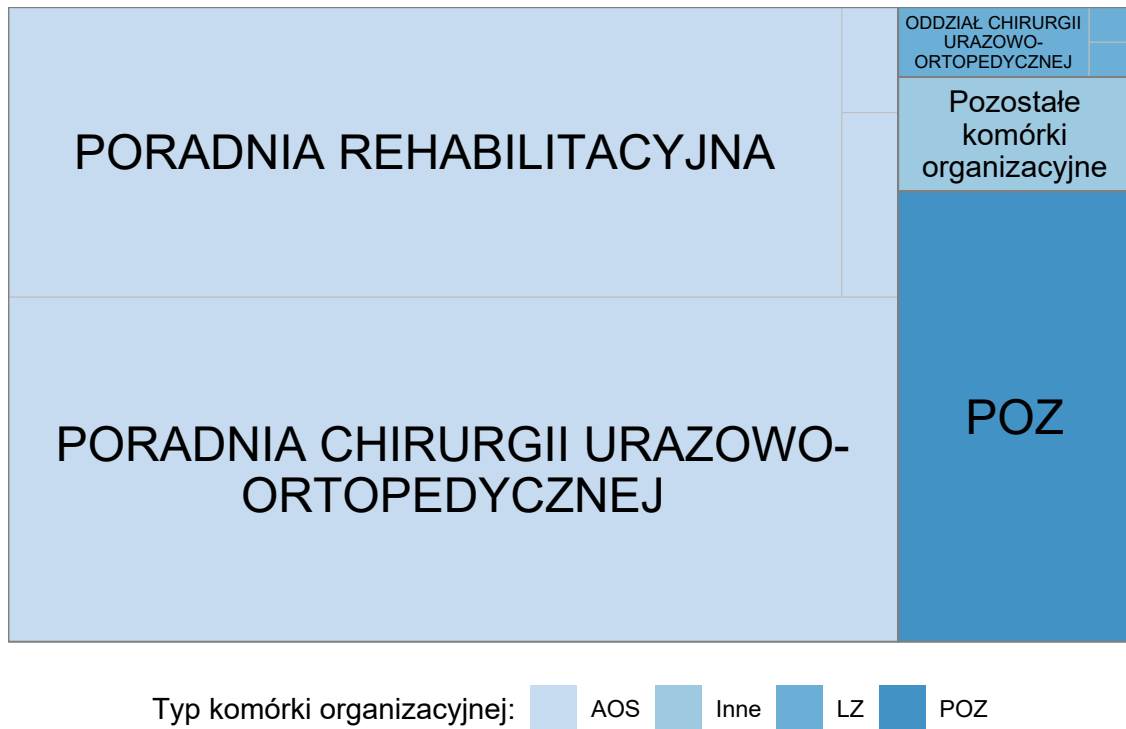 PORADNIA REHABILITACYJNA
PORADNIA CHIRURGII URAZOWO-
ORTOPEDYCZNEJ
ODDZIAŁ CHIRURGII
URAZOWO-
ORTOPEDYCZNEJ
Pozostałe
komórki
organizacyjne
POZ
Typ komórki organizacyjnej: AOS Inne LZ POZ